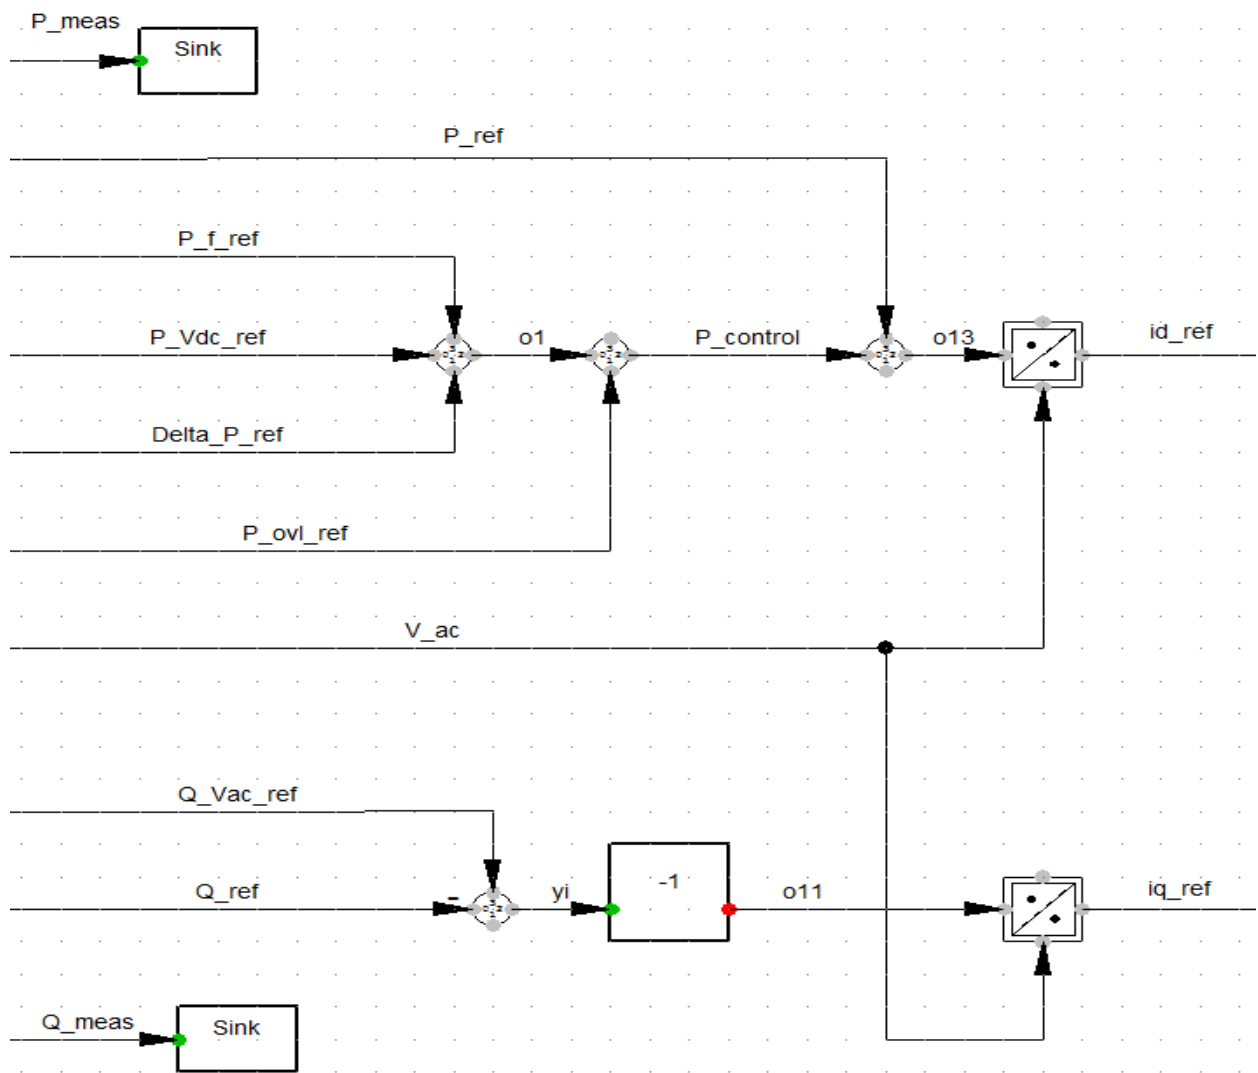 P_meas
Sink
P_ref
P_f_ref
P_Vdc_ref
o1
P_control
o13
id_ref
Delta_P_ref
P_ovl_ref
V_ac
Q_Vac_ref
Q_ref
-
yi
-1
o11
iq_ref
Q_meas
Sink